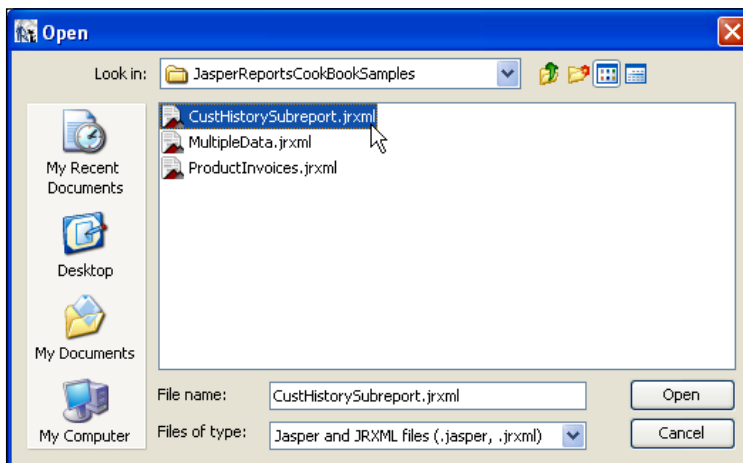 Open
Look in: JasperReportsCookBookSamples
CustHistorySubreport.jrxml
MultipleData.jrxml
ProductInvoices.jrxml
My Recent
Documents
Desktop
My Documents
My Computer
File name: CustHistorySubreport.jrxml Open
Files of type: Jasper and JRXML files (.jasper, .jrxml) Cancel